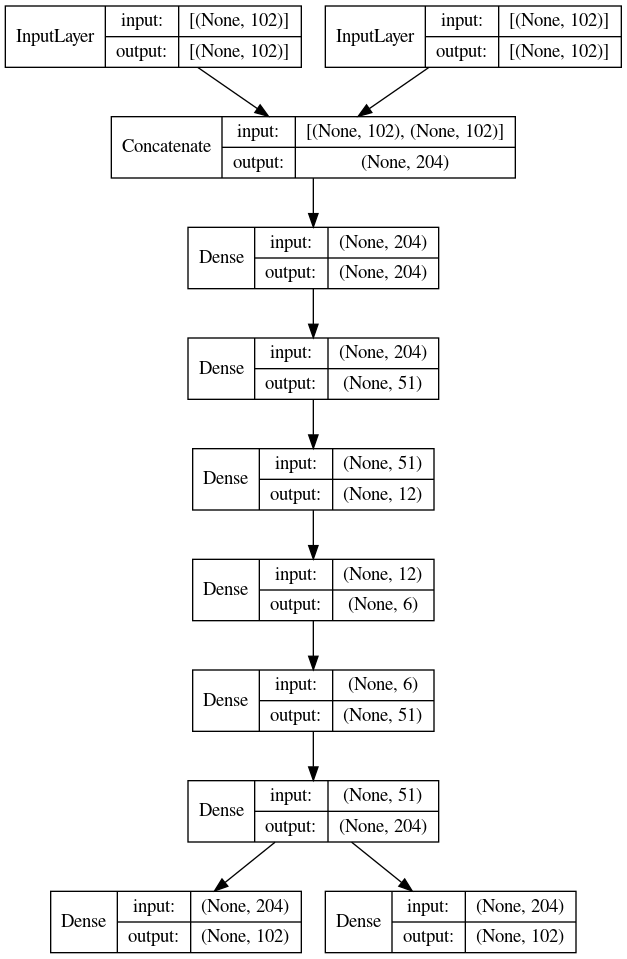 InputLayer input: [(None, 102)] output: [(None, 102)]
InputLayer input: [(None, 102)] output: [(None, 102)]
Concatenate input: [(None, 102), (None, 102)] output: (None, 204)
Dense input: (None, 204) output: (None, 204)
Dense input: (None, 204) output: (None, 51)
Dense input: (None, 51) output: (None, 12)
Dense input: (None, 12) output: (None, 6)
Dense input: (None, 6) output: (None, 51)
Dense input: (None, 51) output: (None, 204)
Dense input: (None, 204) output: (None, 102)
Dense input: (None, 204) output: (None, 102)